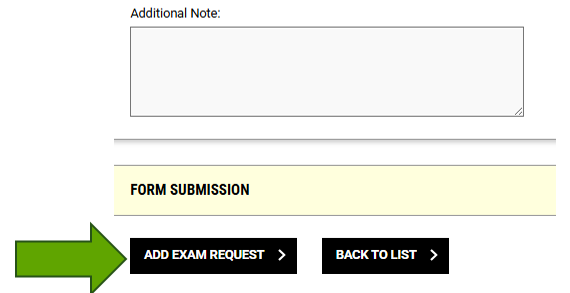 Additional Note:
FORM SUBMISSION
ADD EXAM REQUEST
BACK TO LIST